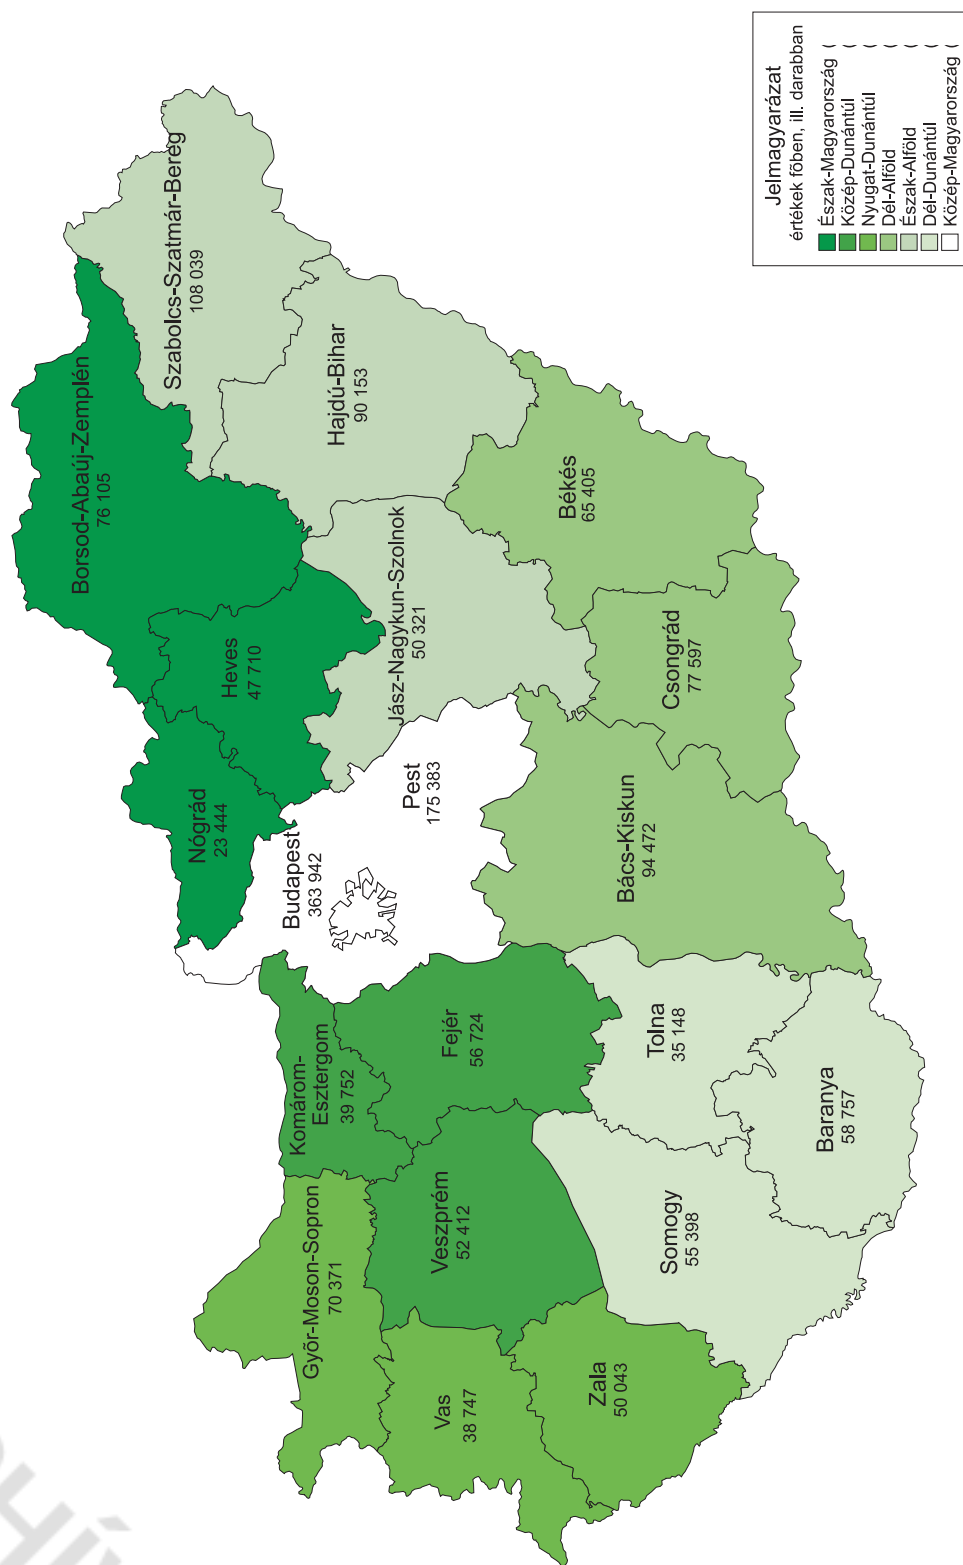 Borsod-Abaúj-Zemplén
76 105
Szabolcs-Szatmár-Bereg
108 039
Nógrád
23 444
Heves
47 710
Hajdú-Bihar
90 153
Budapest
363 942
Pest
175 383
Jász-Nagykun-Szolnok
50 321
Komárom-
Esztergom
39 752
Győr-Moson-Sopron
70 371
Vas
38 747
Veszprém
52 412
Fejér
56 724
Zala
50 043
Somogy
55 398
Tolna
35 148
Baranya
58 757
Bács-Kiskun
94 472
Csongrád
77 597
Békés
65 405
Jelmagyarázat
értékek főben, ill. darabban
Észak-Magyarország (
Közép-Dunántúl (
Nyugat-Dunántúl (
Dél-Alföld (
Észak-Alföld (
Dél-Dunántúl (
Közép-Magyarország (